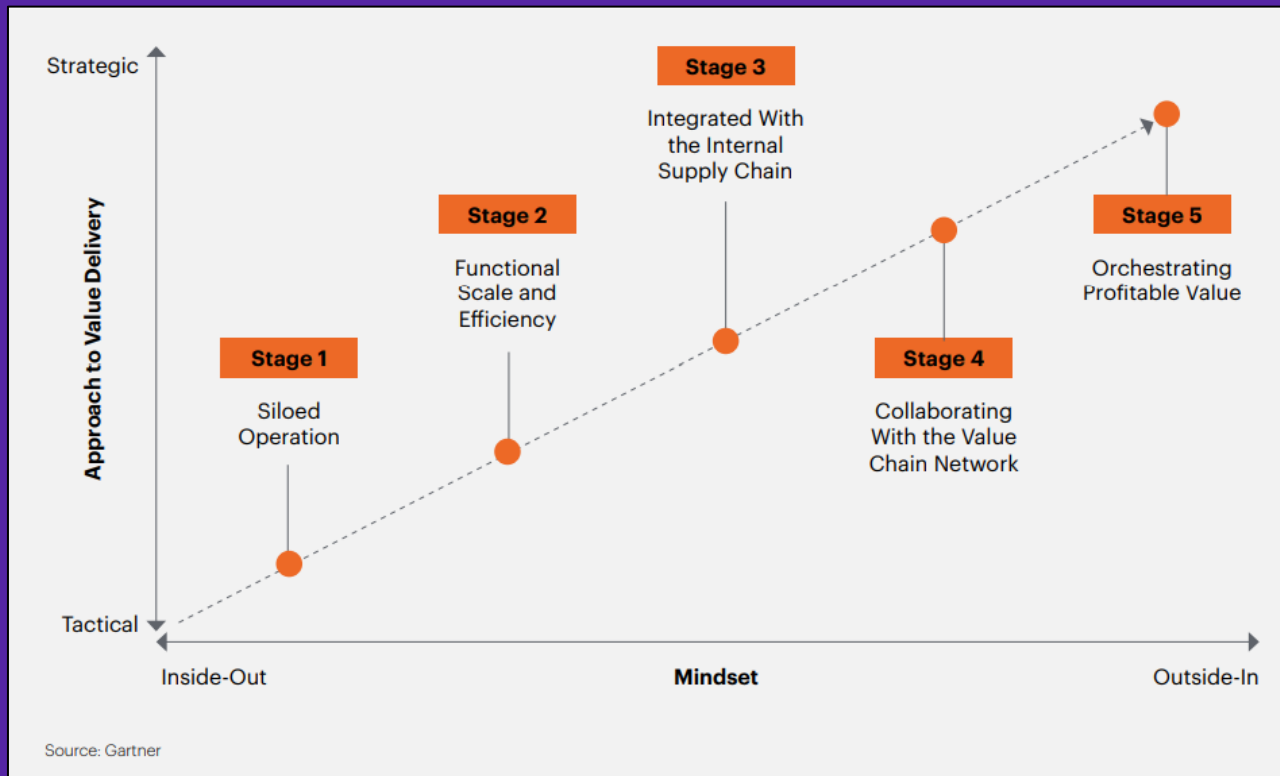 Strategic
Approach to Value Delivery
Tactical
Stage 1
Siloed
Operation
Stage 2
Functional
Scale and
Efficiency
Stage 3
Integrated With
the Internal
Supply Chain
Stage 4
Collaborating
With the Value
Chain Network
Stage 5
Orchestrating
Profitable Value
Inside-Out
Mindset
Outside-In
Source: Gartner